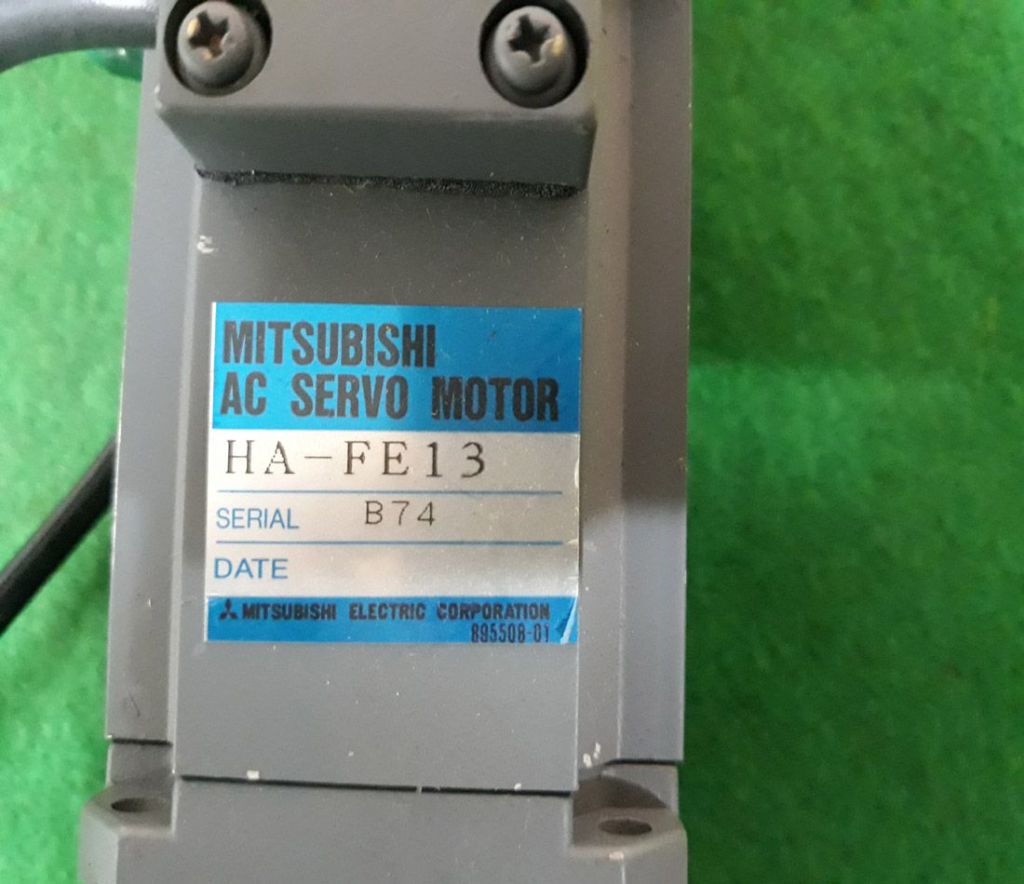 MITSUBISHI
AC SERVO MOTOR
HA-FE13
SERIAL B74
DATE
MITSUBISHI ELECTRIC CORPORATION
895508-01